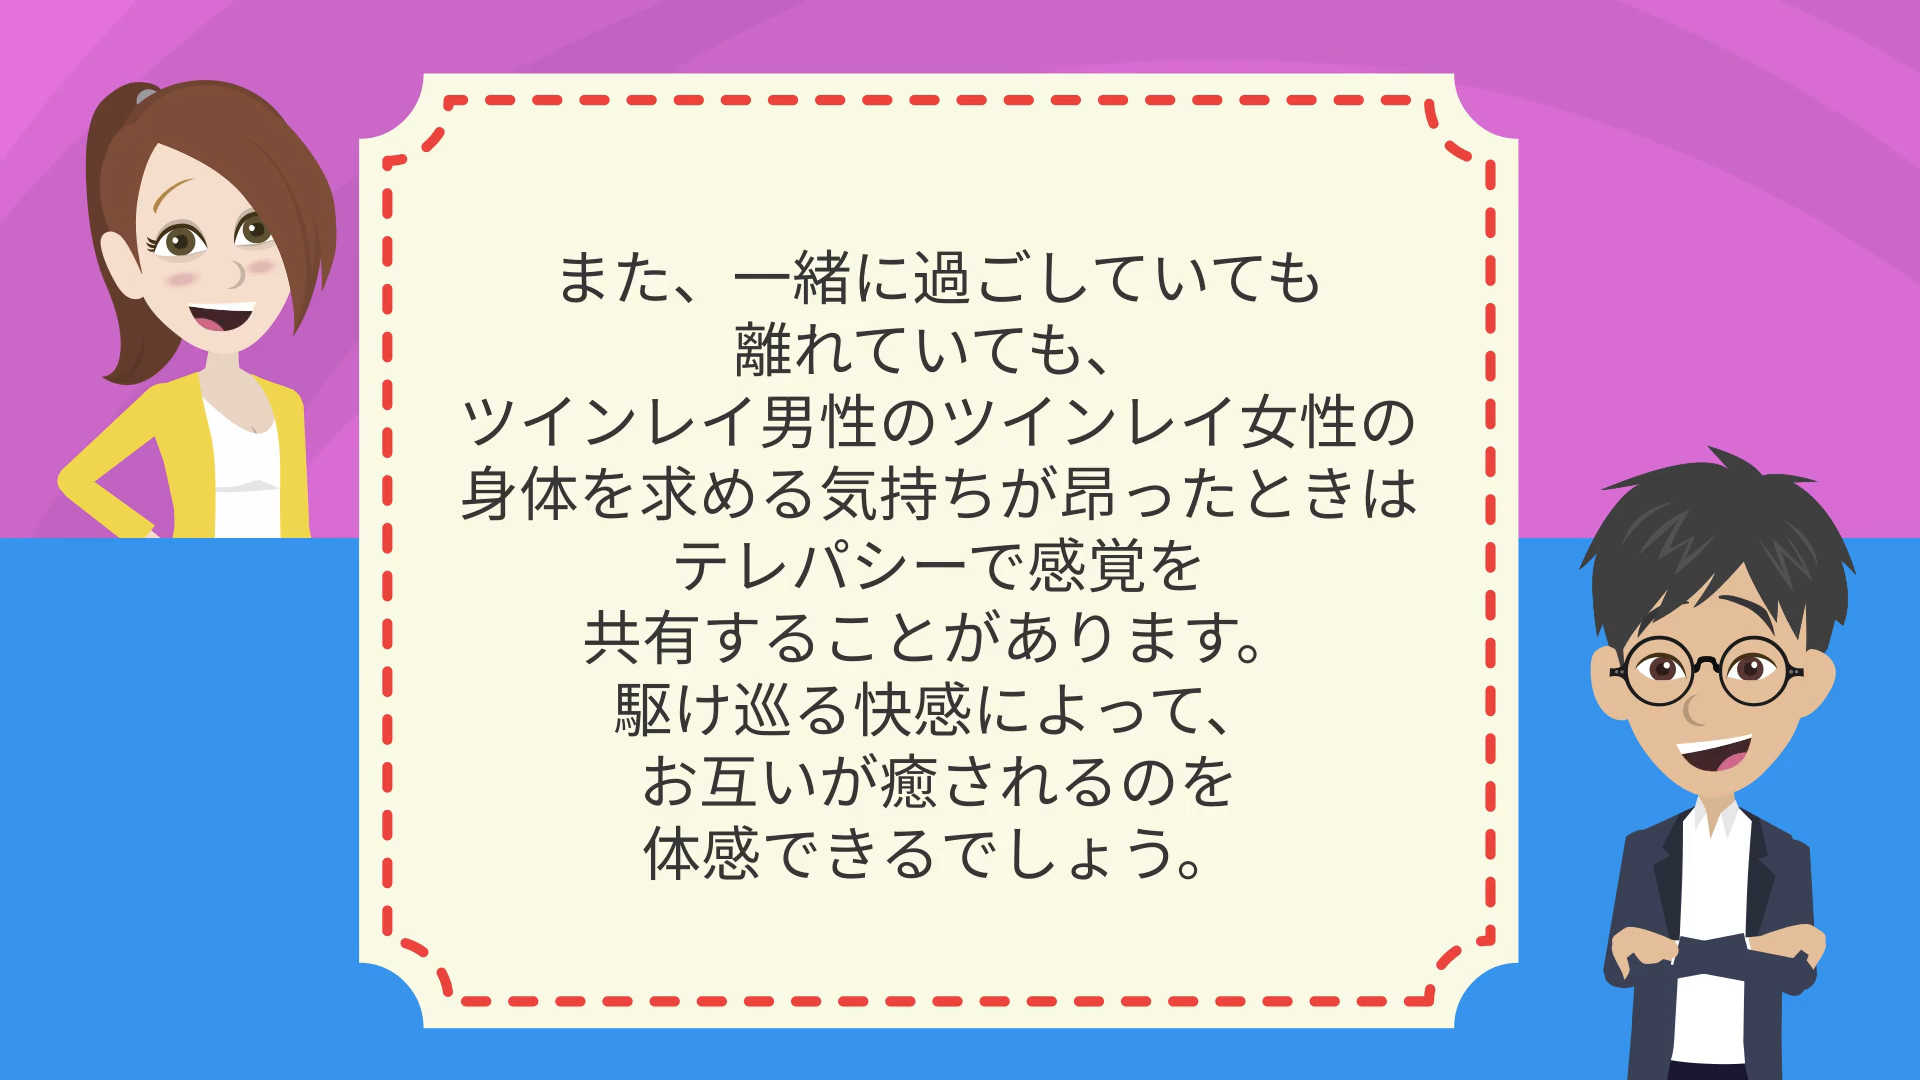 また、一緒に過ごしていても
離れていても、
ツインレイ男性のツインレイ女性の
身体を求める気持ちが昂ったときは
テレパシーで感覚を
共有することがあります。
駆け巡る快感によって、
お互いが癒されるのを
体感できるでしょう。